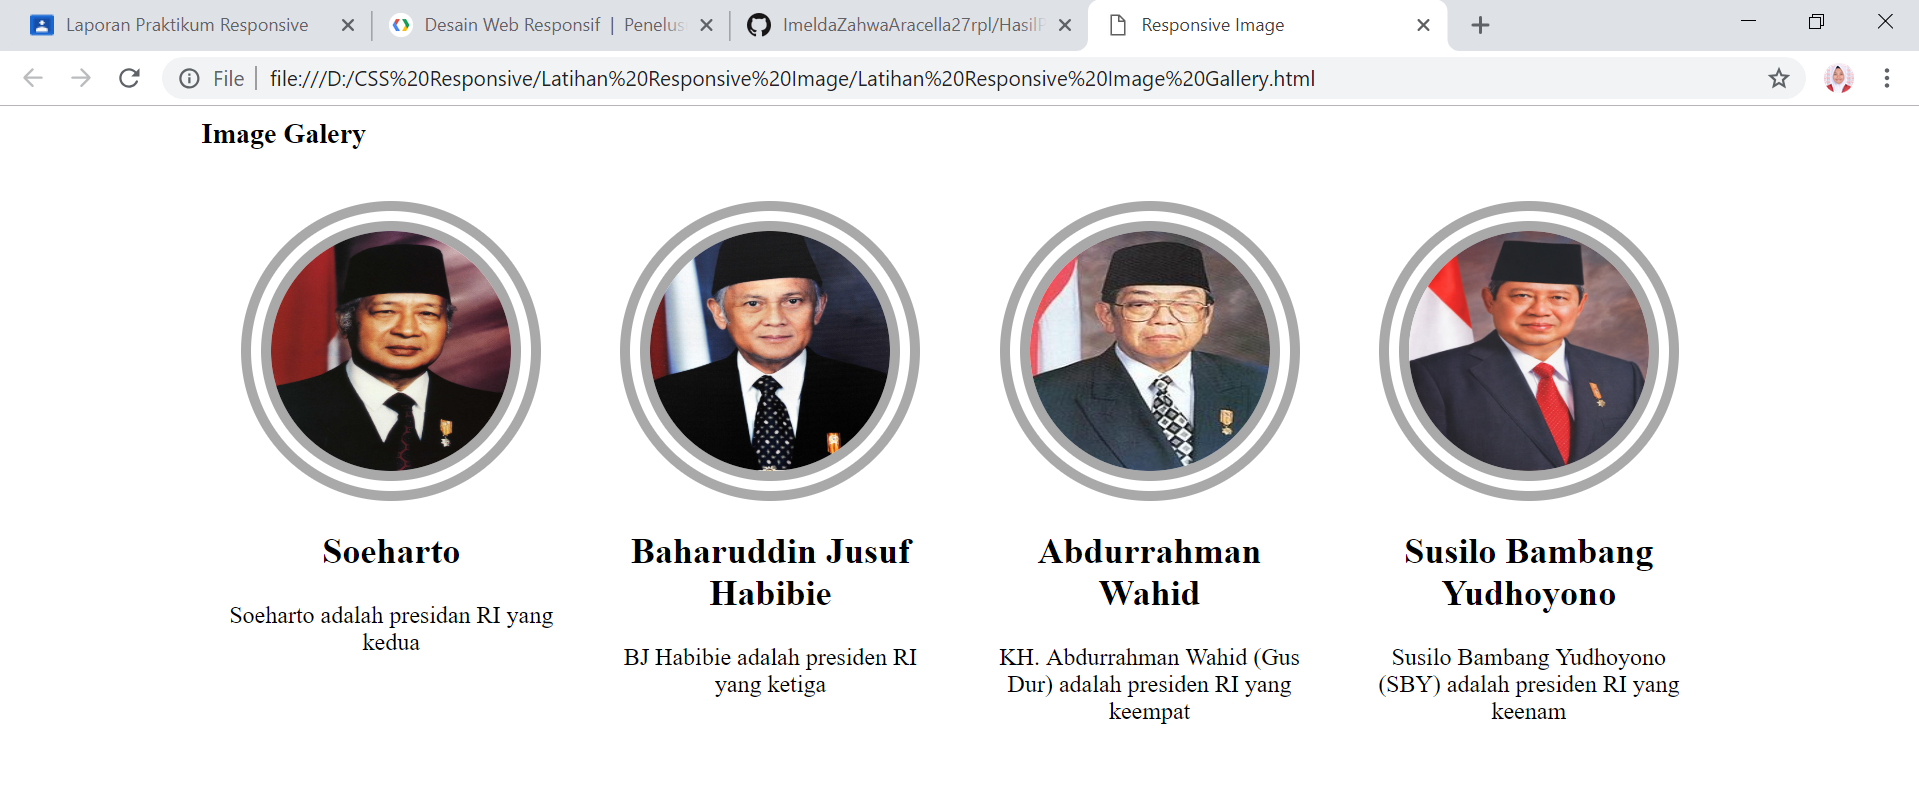 Laporan Praktikum Responsive
Desain Web Responsif | Penelus
ImeldaZahwaAracella27rpl/HasilP
Responsive Image
File
file:///D:/CSS%20Responsive/Latihan%20Responsive%20Image/Latihan%20Responsive%20Image%20Gallery.html
Image Galery
Soeharto
Soeharto adalah presidan RI yang
kedua
Baharuddin Jusuf
Habibie
BJ Habibie adalah presiden RI
yang ketiga
Abdurrahman
Wahid
KH. Abdurrahman Wahid (Gus
Dur) adalah presiden RI yang
keempat
Susilo Bambang
Yudhoyono
Susilo Bambang Yudhoyono
(SBY) adalah presiden RI yang
keenam